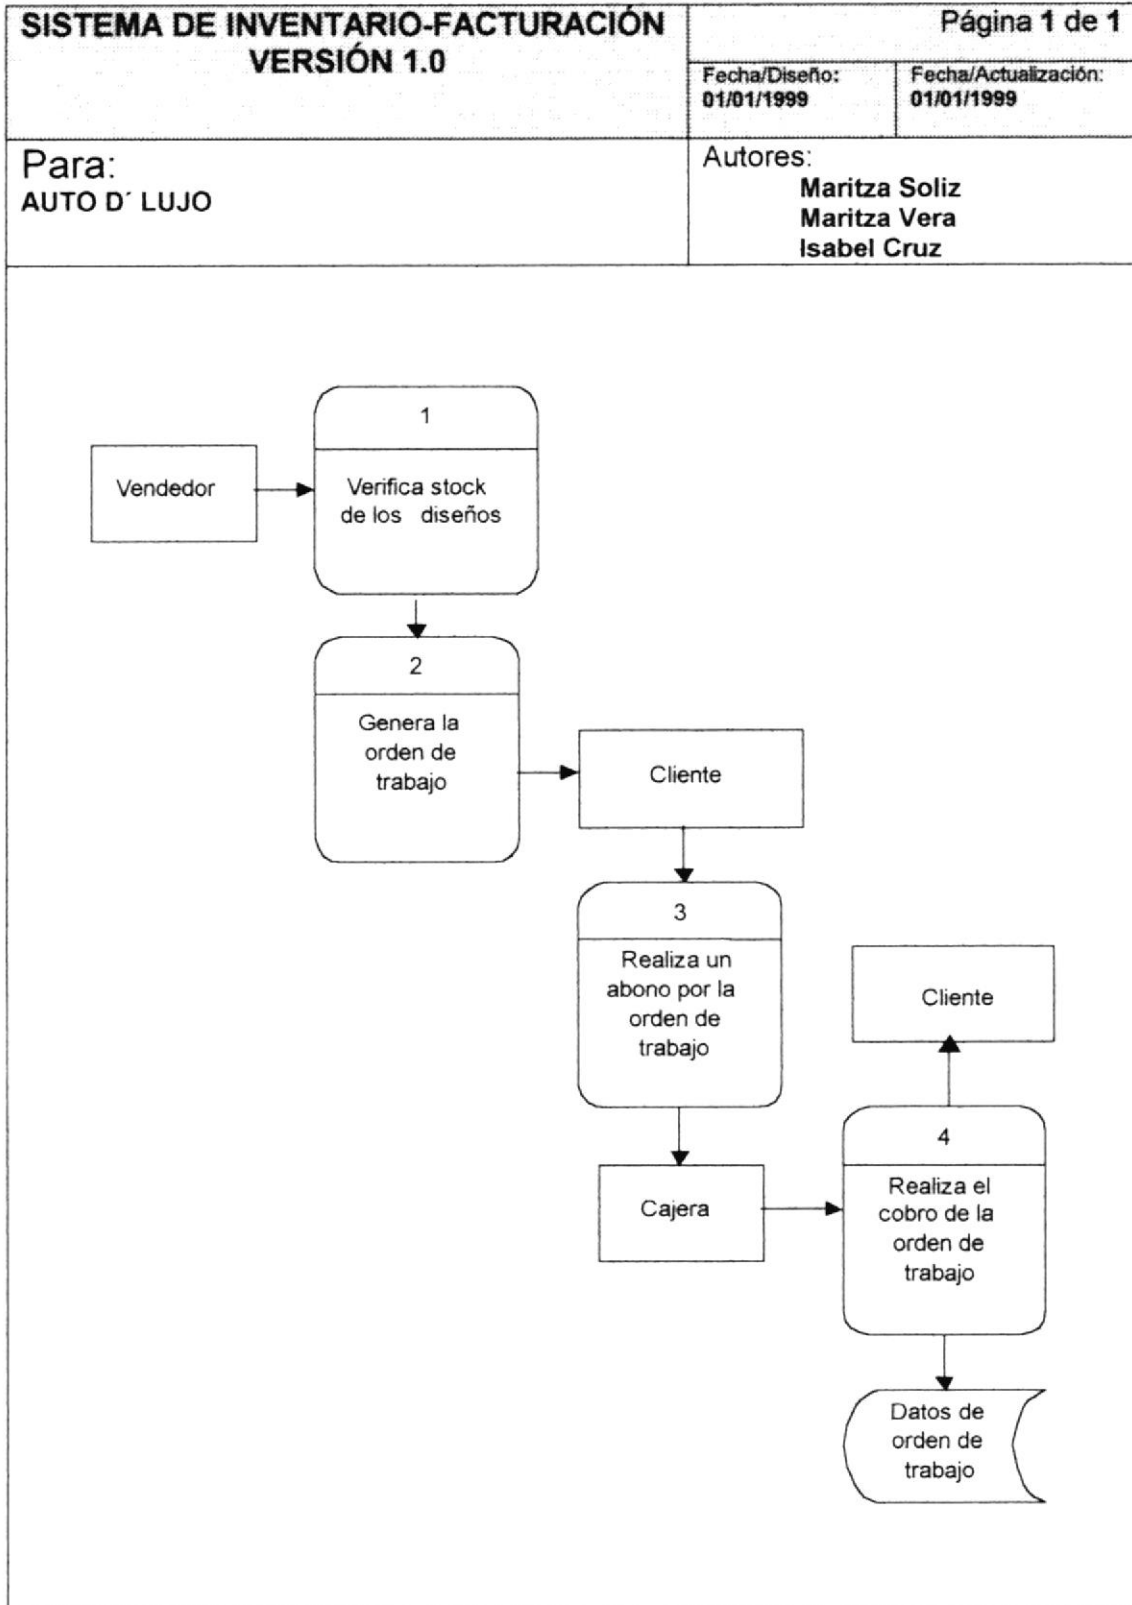 SISTEMA DE INVENTARIO-FACTURACIÓN
VERSIÓN 1.0
Página 1 de 1
Fecha/Diseño:
01/01/1999
Fecha/Actualización:
01/01/1999
Para:
AUTO D´ LUJO
Autores:
Maritza Soliz
Maritza Vera
Isabel Cruz
1
Vendedor
Verifica stock
de los diseños
2
Genera la
orden de
trabajo
Cliente
3
Realiza un
abono por la
orden de
trabajo
Cliente
4
Cajera
Realiza el
cobro de la
orden de
trabajo
Datos de
orden de
trabajo